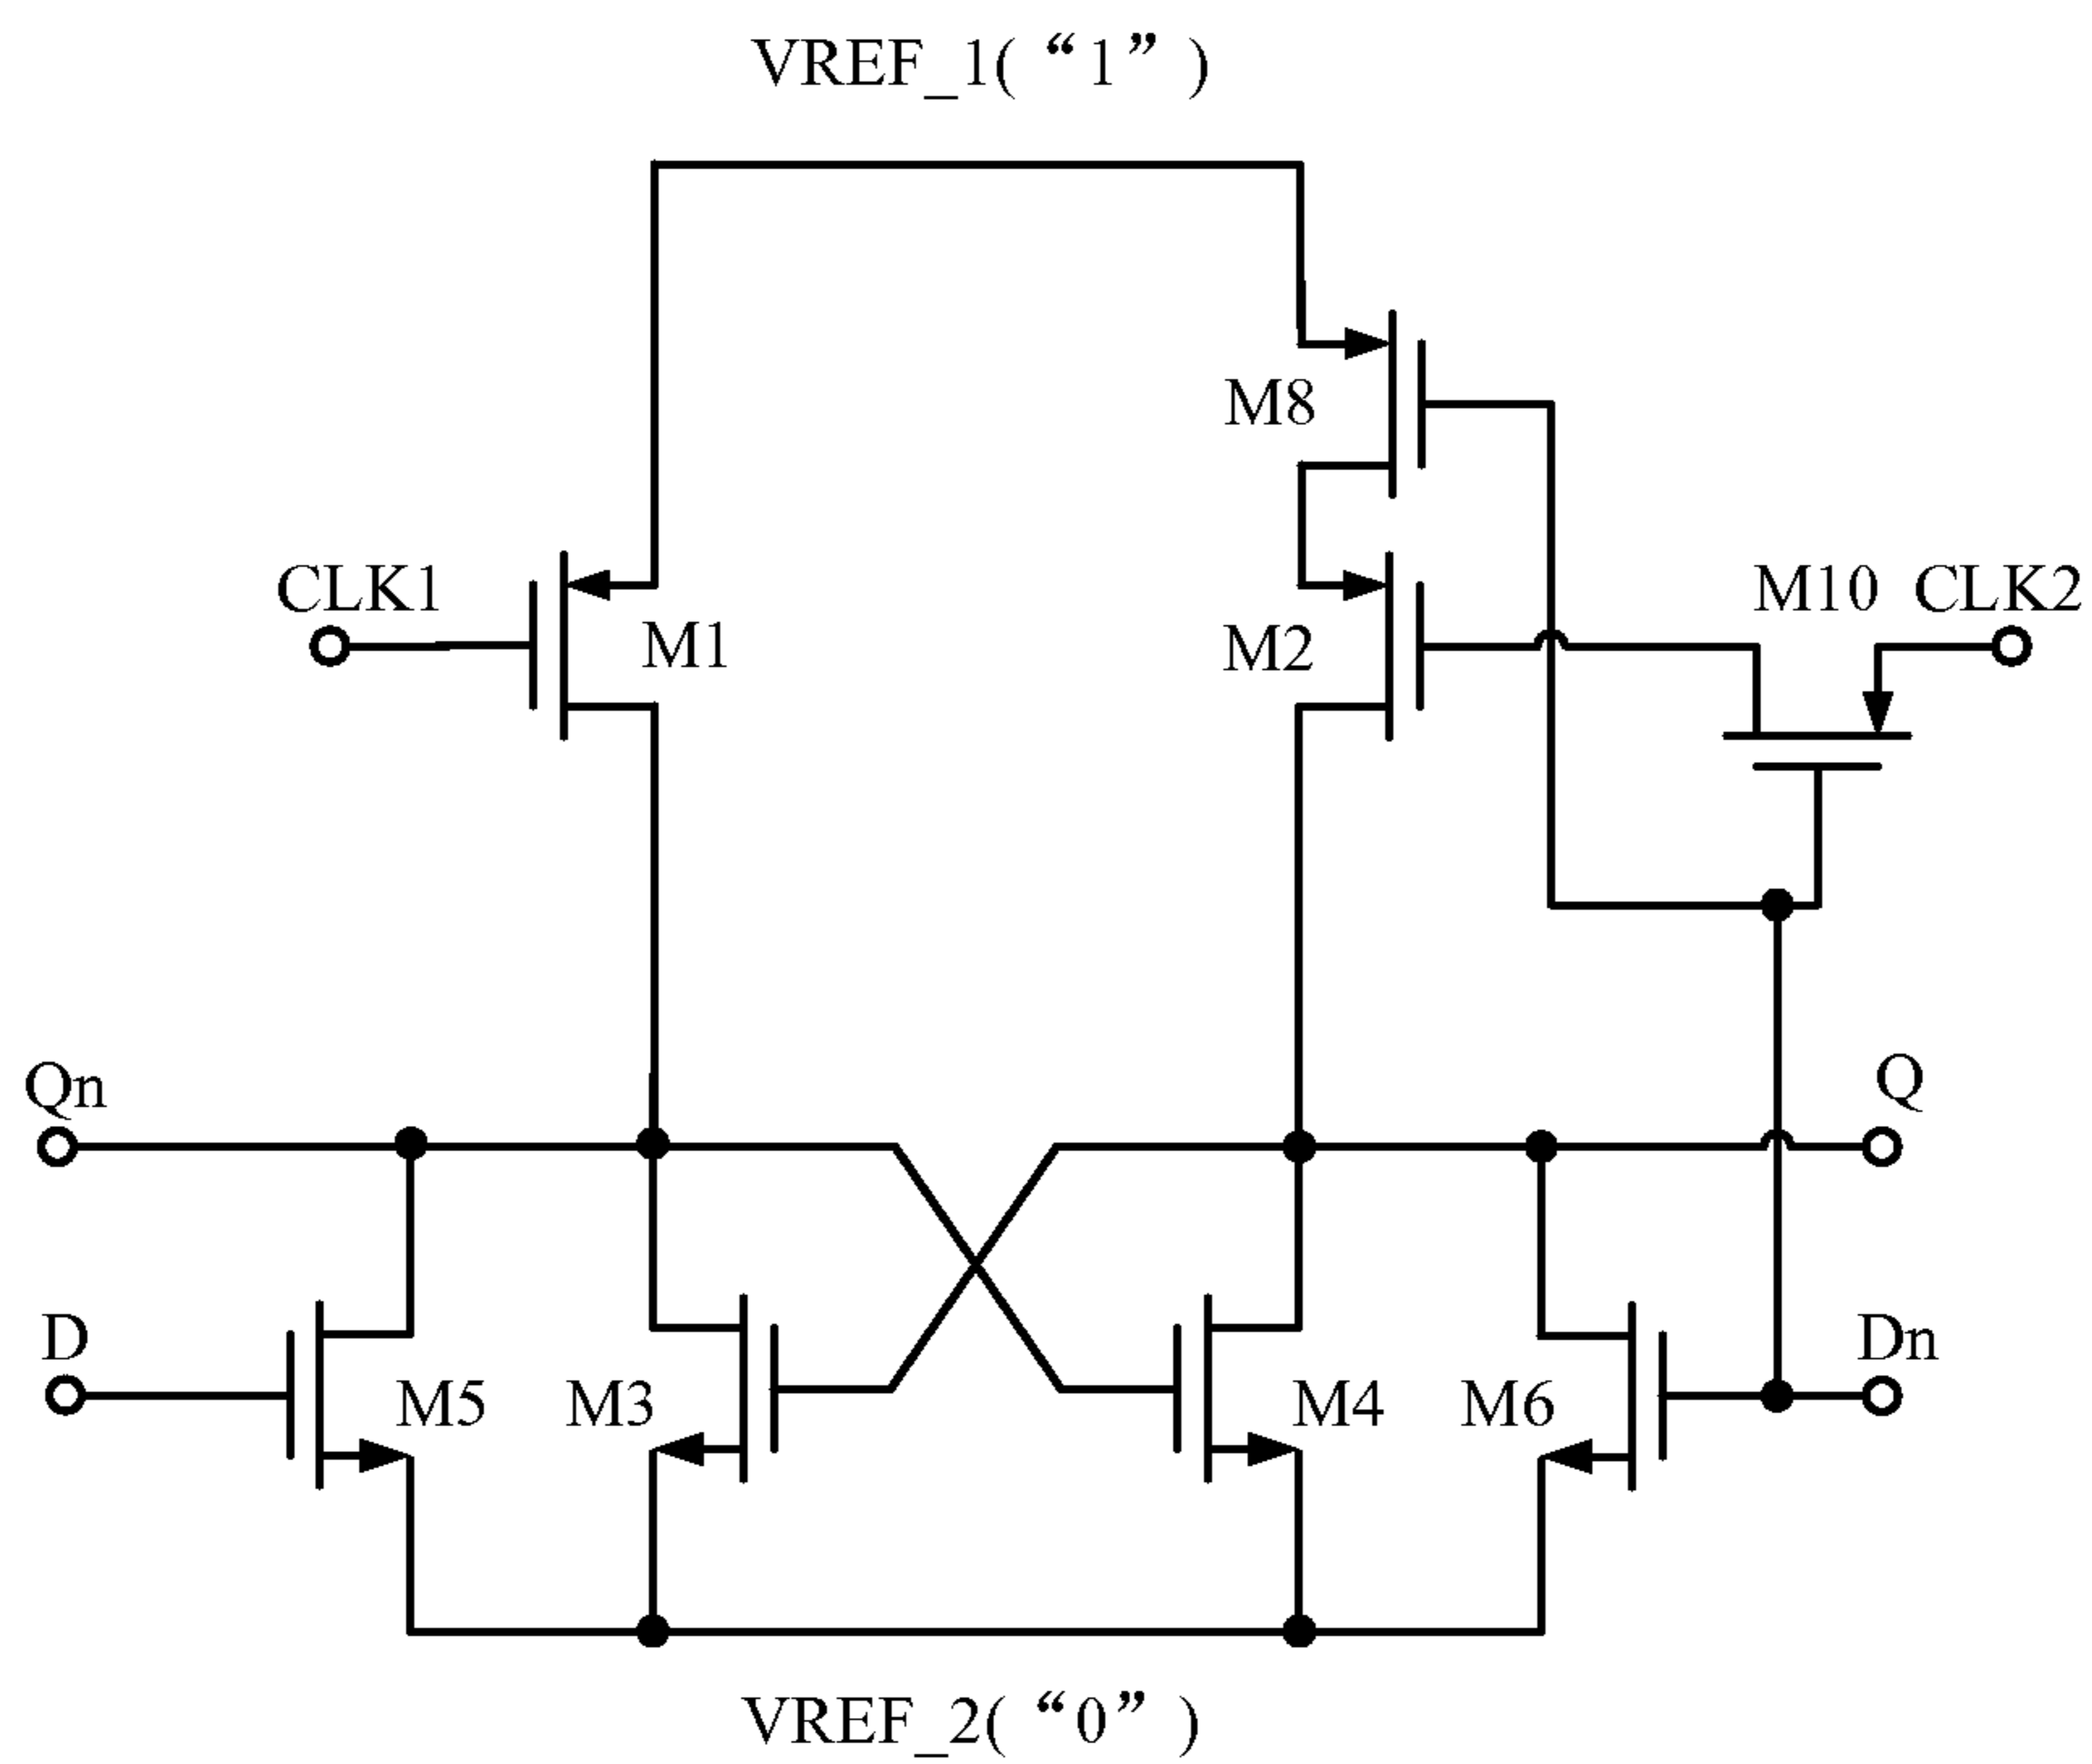 VREF_1(“1”)
M8
CLK1
M1
M2
M10
CLK2
Qn
Q
D
M5
M3
M4
M6
Dn
VREF_2(“0”)